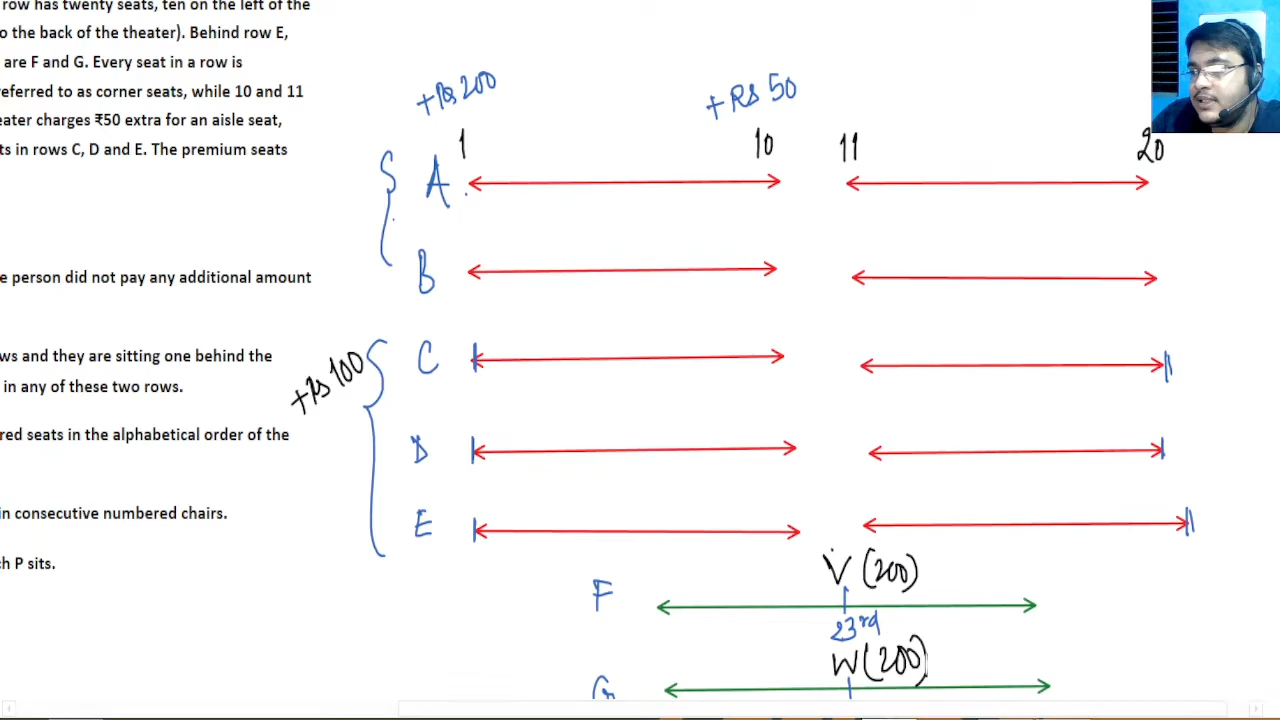 row has twenty seats, ten on the left of the
o the back of the theater). Behind row E,
are F and G. Every seat in a row is
eferred to as corner seats, while 10 and 11
eater charges ₹50 extra for an aisle seat,
ts in rows C, D and E. The premium seats
e person did not pay any additional amount
ws and they are sitting one behind the
in any of these two rows.
red seats in the alphabetical order of the
in consecutive numbered chairs.
h P sits.
+Rs 200
+RS 50
1 10 11 20
A
B
+Rs 100
C
D
E
V (200)
F
23rd
W (200)
G